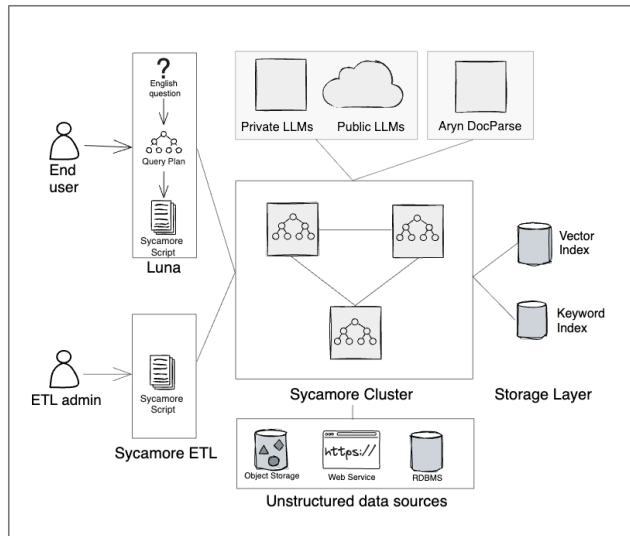 ?
English
question
Query Plan
Sycamore
Script
Luna
End
user
Private LLMs
Public LLMs
Aryn DocParse
Vector
Index
Keyword
Index
Storage Layer
Sycamore Cluster
ETL admin
Sycamore
Script
Sycamore ETL
https://
Object Storage
Web Service
RDBMS
Unstructured data sources